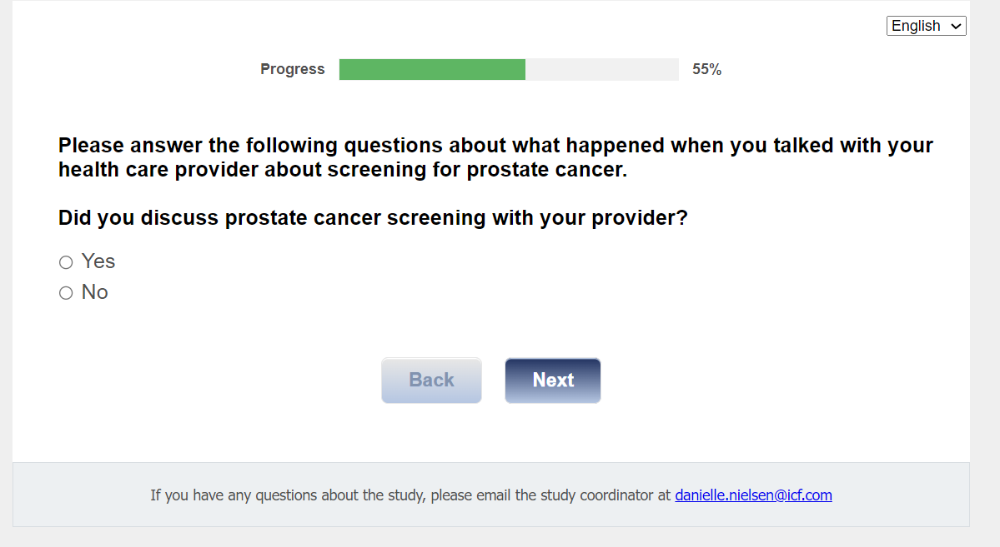 English
Progress 55%
Please answer the following questions about what happened when you talked with your
health care provider about screening for prostate cancer.
Did you discuss prostate cancer screening with your provider?
Yes
No
Back Next
If you have any questions about the study, please email the study coordinator at danielle.nielsen@icf.com